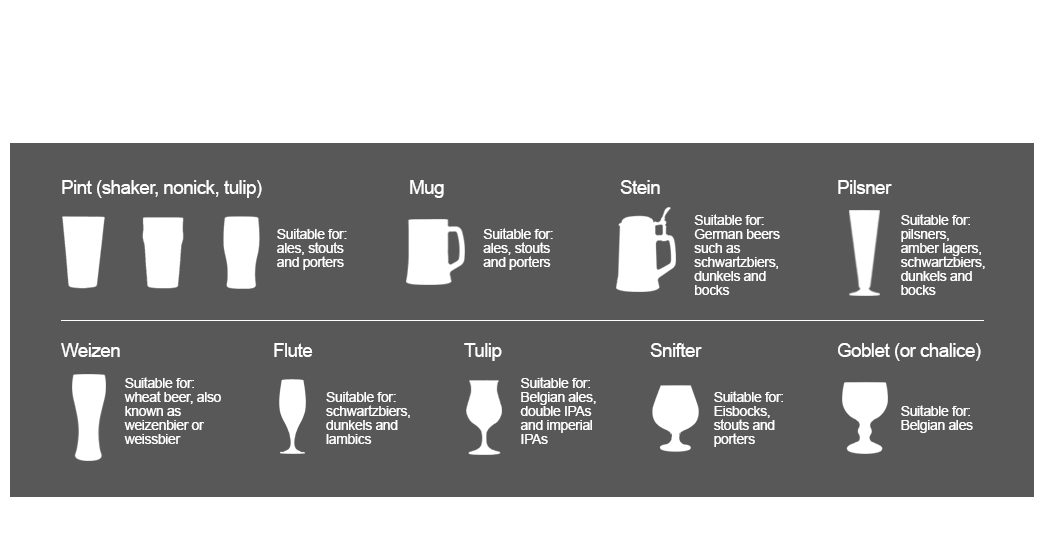 Pint (shaker, nonick, tulip)
Suitable for:
ales, stouts
and porters
Mug
Suitable for:
ales, stouts
and porters
Stein
Suitable for:
German beers
such as
schwartzbiers,
dunkels and
bocks
Pilsner
Suitable for:
pilsners,
amber lagers,
schwartzbiers,
dunkels and
bocks
Weizen
Suitable for:
wheat beer, also
known as
weizenbier or
weissbier
Flute
Suitable for:
schwartzbiers,
dunkels and
lambics
Tulip
Suitable for:
Belgian ales,
double IPAs
and imperial
IPAs
Snifter
Suitable for:
Eisbocks,
stouts and
porters
Goblet (or chalice)
Suitable for:
Belgian ales